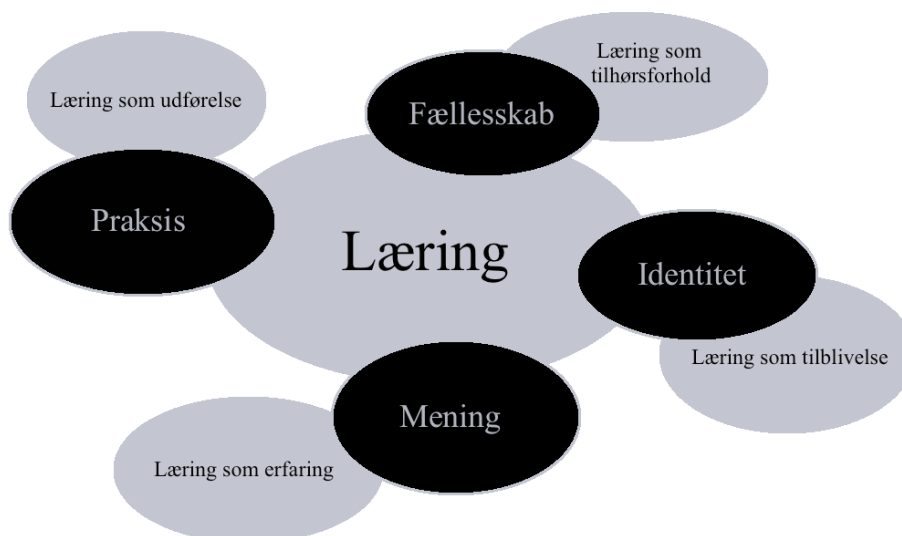 Læring som
tilhørsforhold
Læring som udførelse
Fællesskab
Praksis
Læring
Identitet
Læring som tilblivelse
Mening
Læring som erfaring